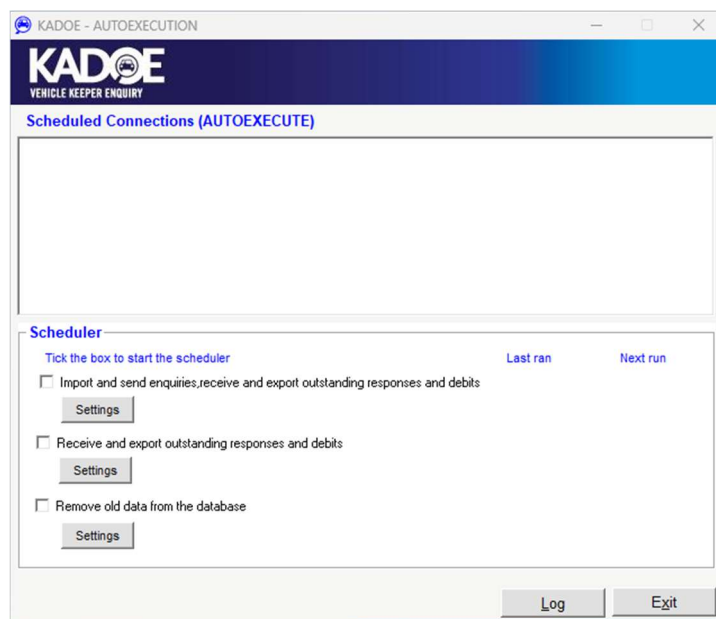 KADOE - AUTOEXECUTION
KADOE
VEHICLE KEEPER ENQUIRY
Scheduled Connections (AUTOEXECUTE)
Scheduler
Tick the box to start the scheduler Last ran Next run
Import and send enquiries,receive and export outstanding responses and debits
Settings
Receive and export outstanding responses and debits
Settings
Remove old data from the database
Settings
Log Exit